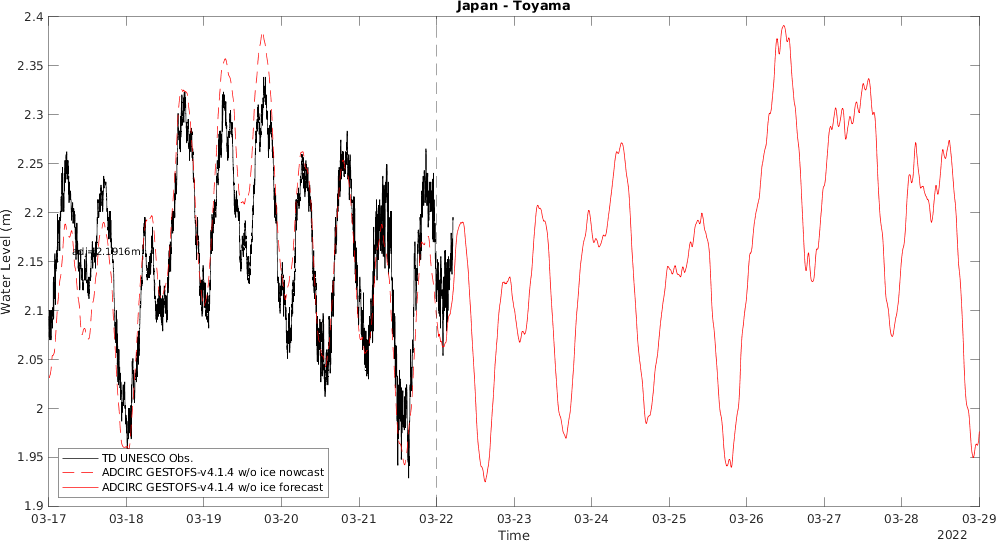 Japan - Toyama
2.4
2.35
2.3
2.25
2.2
2.15
2.1
2.05
2
1.95
1.9
Water Level (m)
TD UNESCO Obs.
ADCIRC GESTOFS-v4.1.4 w/o ice nowcast
ADCIRC GESTOFS-v4.1.4 w/o ice forecast
03-17 03-18 03-19 03-20 03-21 03-22 03-23 03-24 03-25 03-26 03-27 03-28 03-29
Time
2022